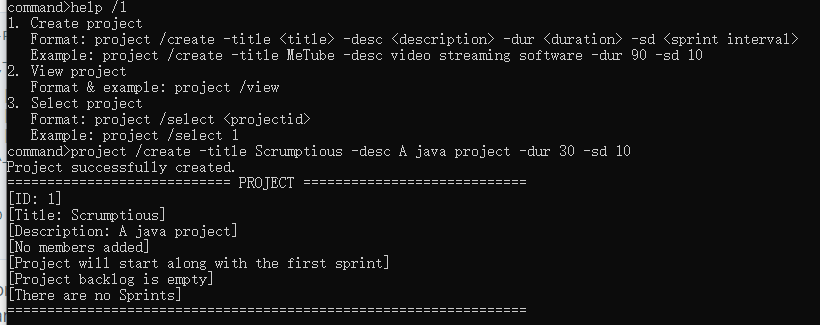 command>help /1
1. Create project
   Format: project /create -title <title> -desc <description> -dur <duration> -sd <sprint interval>
   Example: project /create -title MeTube -desc video streaming software -dur 90 -sd 10
2. View project
   Format & example: project /view
3. Select project
   Format: project /select <projectid>
   Example: project /select 1
command>project /create -title Scrumptious -desc A java project -dur 30 -sd 10
Project successfully created.
============================ PROJECT ============================
[ID: 1]
[Title: Scrumptious]
[Description: A java project]
[No members added]
[Project will start along with the first sprint]
[Project backlog is empty]
[There are no Sprints]
=================================================================